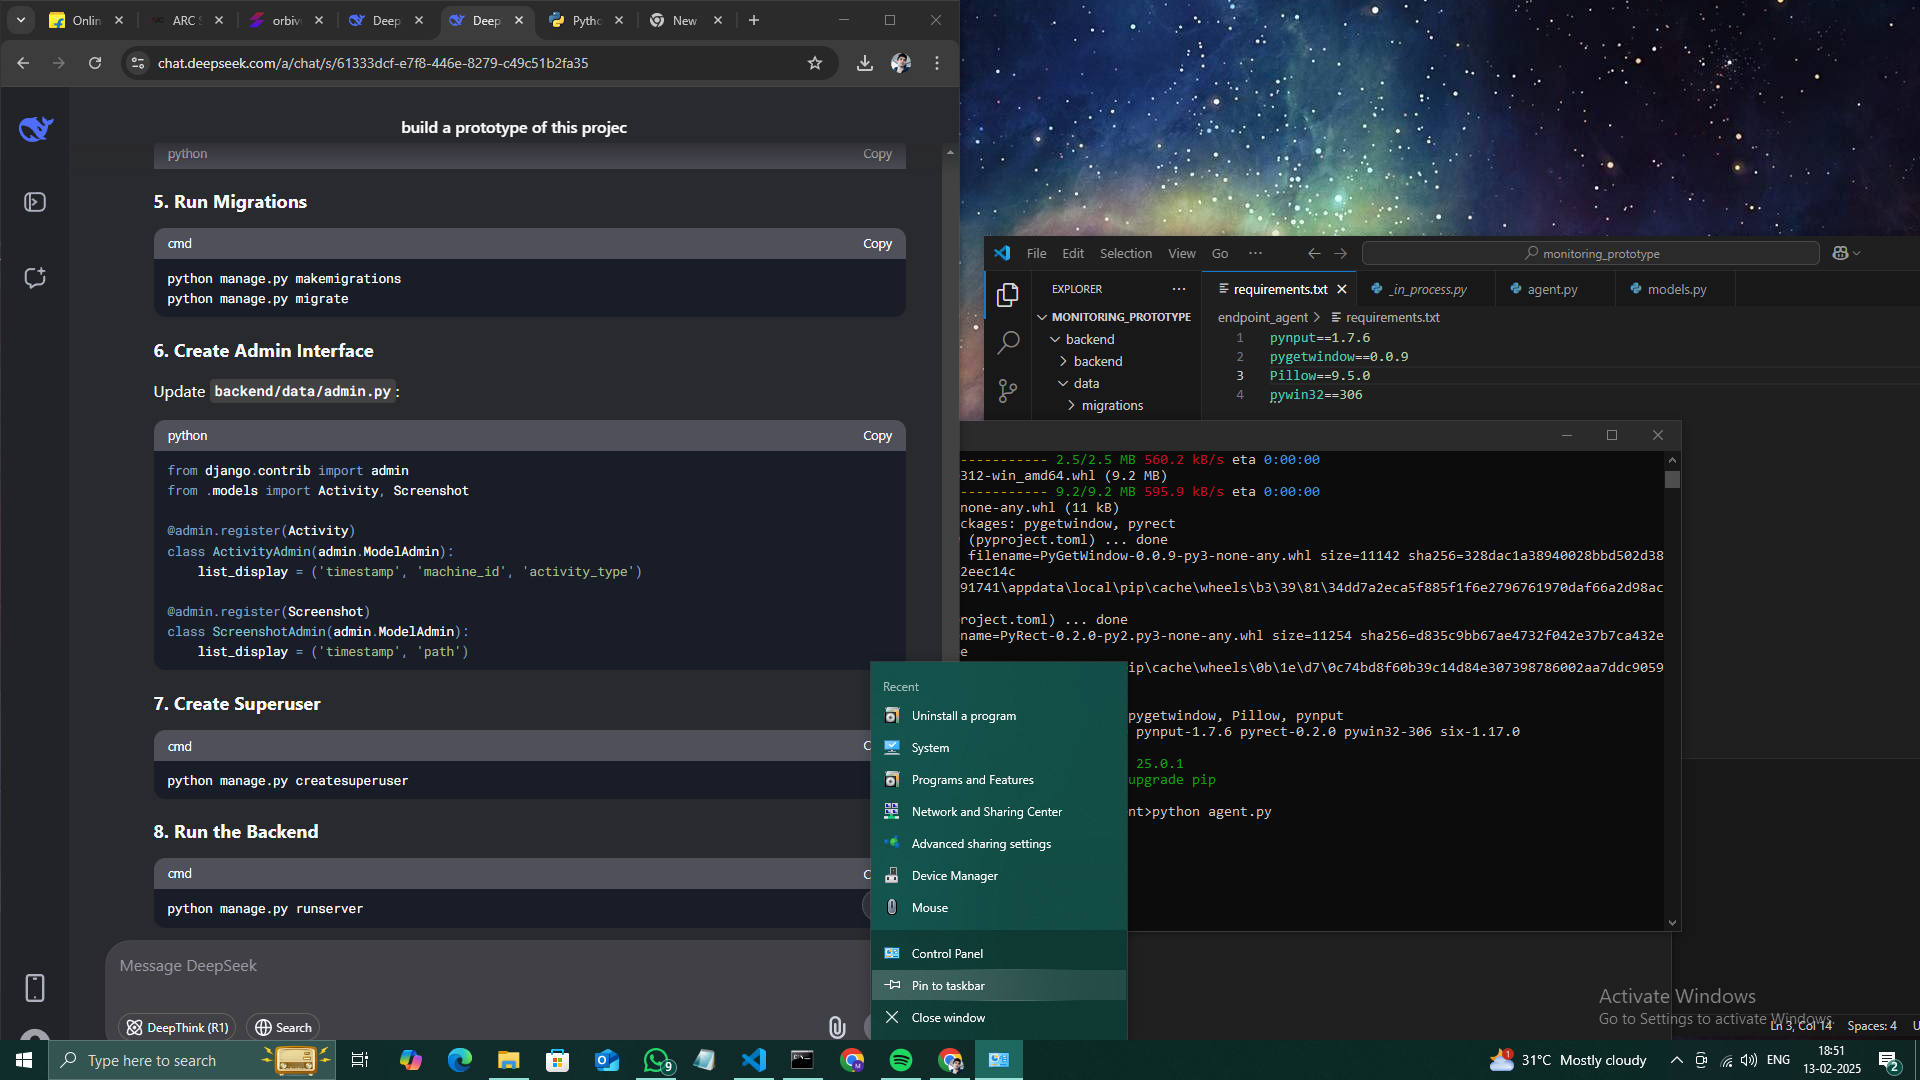 Onlin
ARC S
orbiv
Deep
Deep
Pytho
New
chat.deepseek.com/a/chat/s/61333dcf-e7f8-446e-8279-c49c51b2fa35
build a prototype of this projec
python
Copy
5. Run Migrations
cmd
Copy
python manage.py makemigrations
python manage.py migrate
6. Create Admin Interface
Update backend/data/admin.py:
python
Copy
from django.contrib import admin
from .models import Activity, Screenshot
@admin.register(Activity)
class ActivityAdmin(admin.ModelAdmin):
list_display = ('timestamp', 'machine_id', 'activity_type')
@admin.register(Screenshot)
class ScreenshotAdmin(admin.ModelAdmin):
list_display = ('timestamp', 'path')
7. Create Superuser
cmd
C
python manage.py createsuperuser
8. Run the Backend
cmd
C
python manage.py runserver
Message DeepSeek
DeepThink (R1)
Search
File Edit Selection View Go ···
monitoring_prototype
EXPLORER
MONITORING_PROTOTYPE
backend
backend
data
migrations
requirements.txt
_in_process.py
agent.py
models.py
endpoint_agent > requirements.txt
1 pynput==1.7.6
2 pygetwindow==0.0.9
3 Pillow==9.5.0
4 pywin32==306
----------- 2.5/2.5 MB 560.2 kB/s eta 0:00:00
312-win_amd64.whl (9.2 MB)
----------- 9.2/9.2 MB 595.9 kB/s eta 0:00:00
none-any.whl (11 kB)
ckages: pygetwindow, pyrect
(pyproject.toml) ... done
filename=PyGetWindow-0.0.9-py3-none-any.whl size=11142 sha256=328dac1a38940028bbd502d38
2eec14c
91741\appdata\local\pip\cache\wheels\b3\39\81\34dd7a2eca5f885f1f6e2796761970daf66a2d98ac
roject.toml) ... done
name=PyRect-0.2.0-py2.py3-none-any.whl size=11254 sha256=d835c9bb67ae4732f042e37b7ca432e
e
ip\cache\wheels\0b\1e\d7\0c74bd8f60b39c14d84e307398786002aa7ddc9059
pygetwindow, Pillow, pynput
pynput-1.7.6 pyrect-0.2.0 pywin32-306 six-1.17.0
25.0.1
upgrade pip
nt>python agent.py
Recent
Uninstall a program
System
Programs and Features
Network and Sharing Center
Advanced sharing settings
Device Manager
Mouse
Control Panel
Pin to taskbar
Close window
Activate Windows
Go to Settings to activate Windows.
Ln 3, Col 14
Spaces: 4
U
Type here to search
9
M
1
31°C Mostly cloudy
ENG
18:51
13-02-2025
2